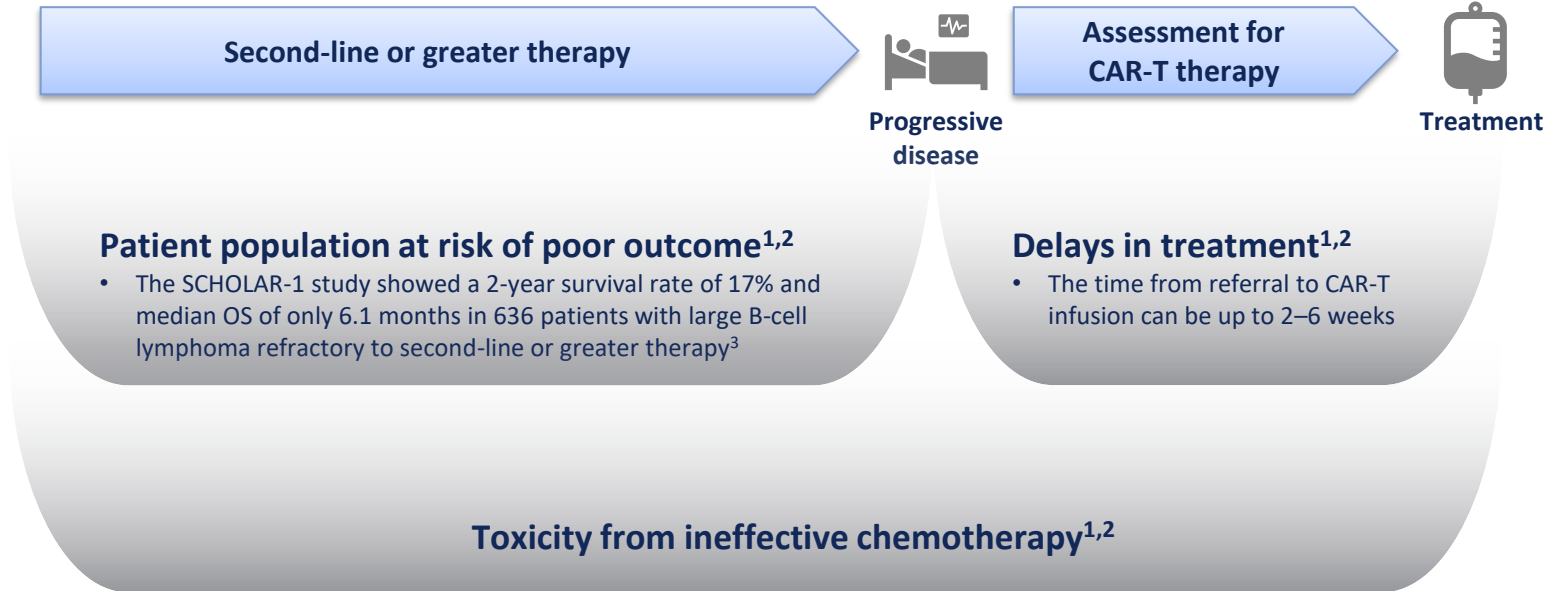 Second-line or greater therapy
Assessment for
CAR-T therapy
Progressive
disease
Treatment
Patient population at risk of poor outcome1,2
• The SCHOLAR-1 study showed a 2-year survival rate of 17% and
median OS of only 6.1 months in 636 patients with large B-cell
lymphoma refractory to second-line or greater therapy3
Delays in treatment1,2
• The time from referral to CAR-T
infusion can be up to 2–6 weeks
Toxicity from ineffective chemotherapy1,2